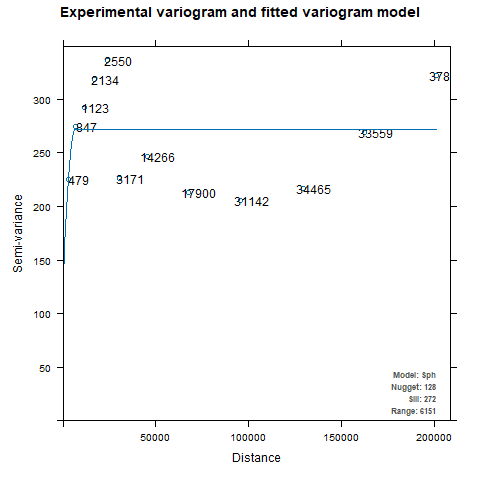 Experimental variogram and fitted variogram model
2550
2134
378
300
1123
847
33559
250
14266
479
3171
34465
17900
200
31142
Semi-variance
150
100
50
Model: Sph
Nugget: 128
Sill: 272
Range: 6151
50000 100000 150000 200000
Distance